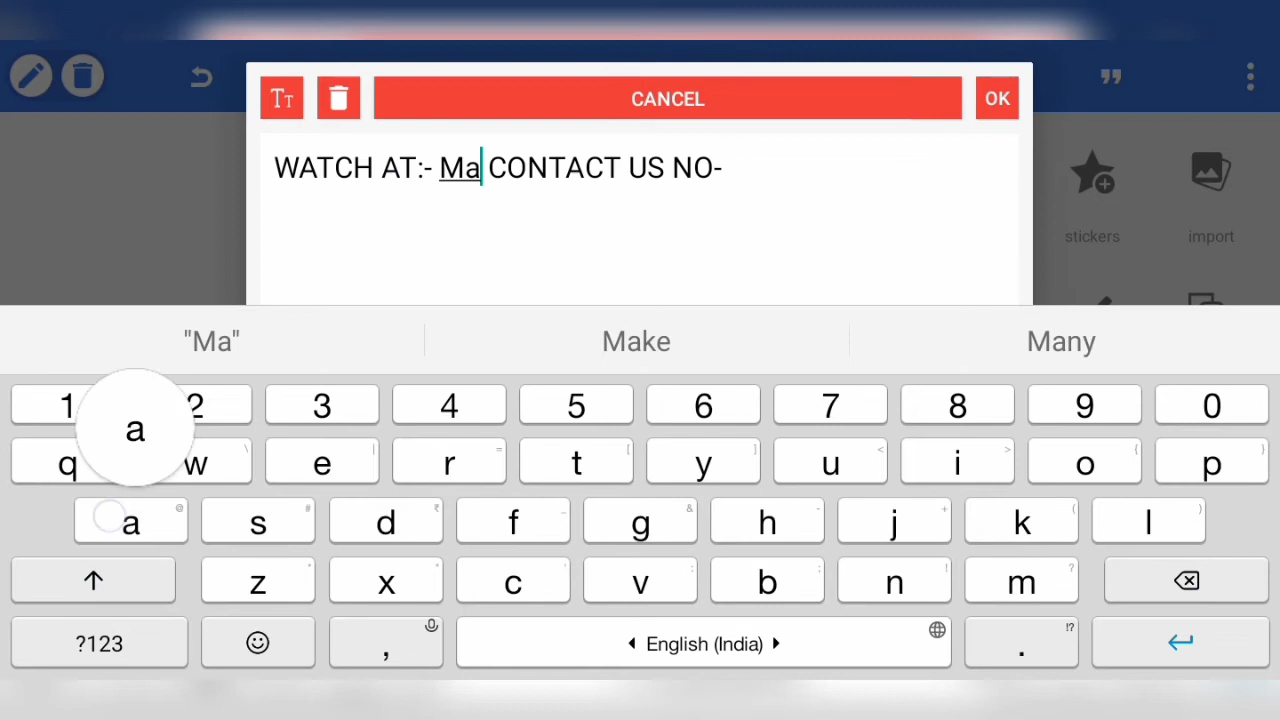 Tт
CANCEL
OK
WATCH AT:- Ma CONTACT US NO-
stickers
import
"Ma"
Make
Many
1 2 3 4 5 6 7 8 9 0
a
q w \ e | r = t [ y ] u < i > o { p }
a @ s # d ₹ f _ g & h - j + k ( l )
z * x " c ' v : b ; n ! m ?
?123 , English (India) . !?